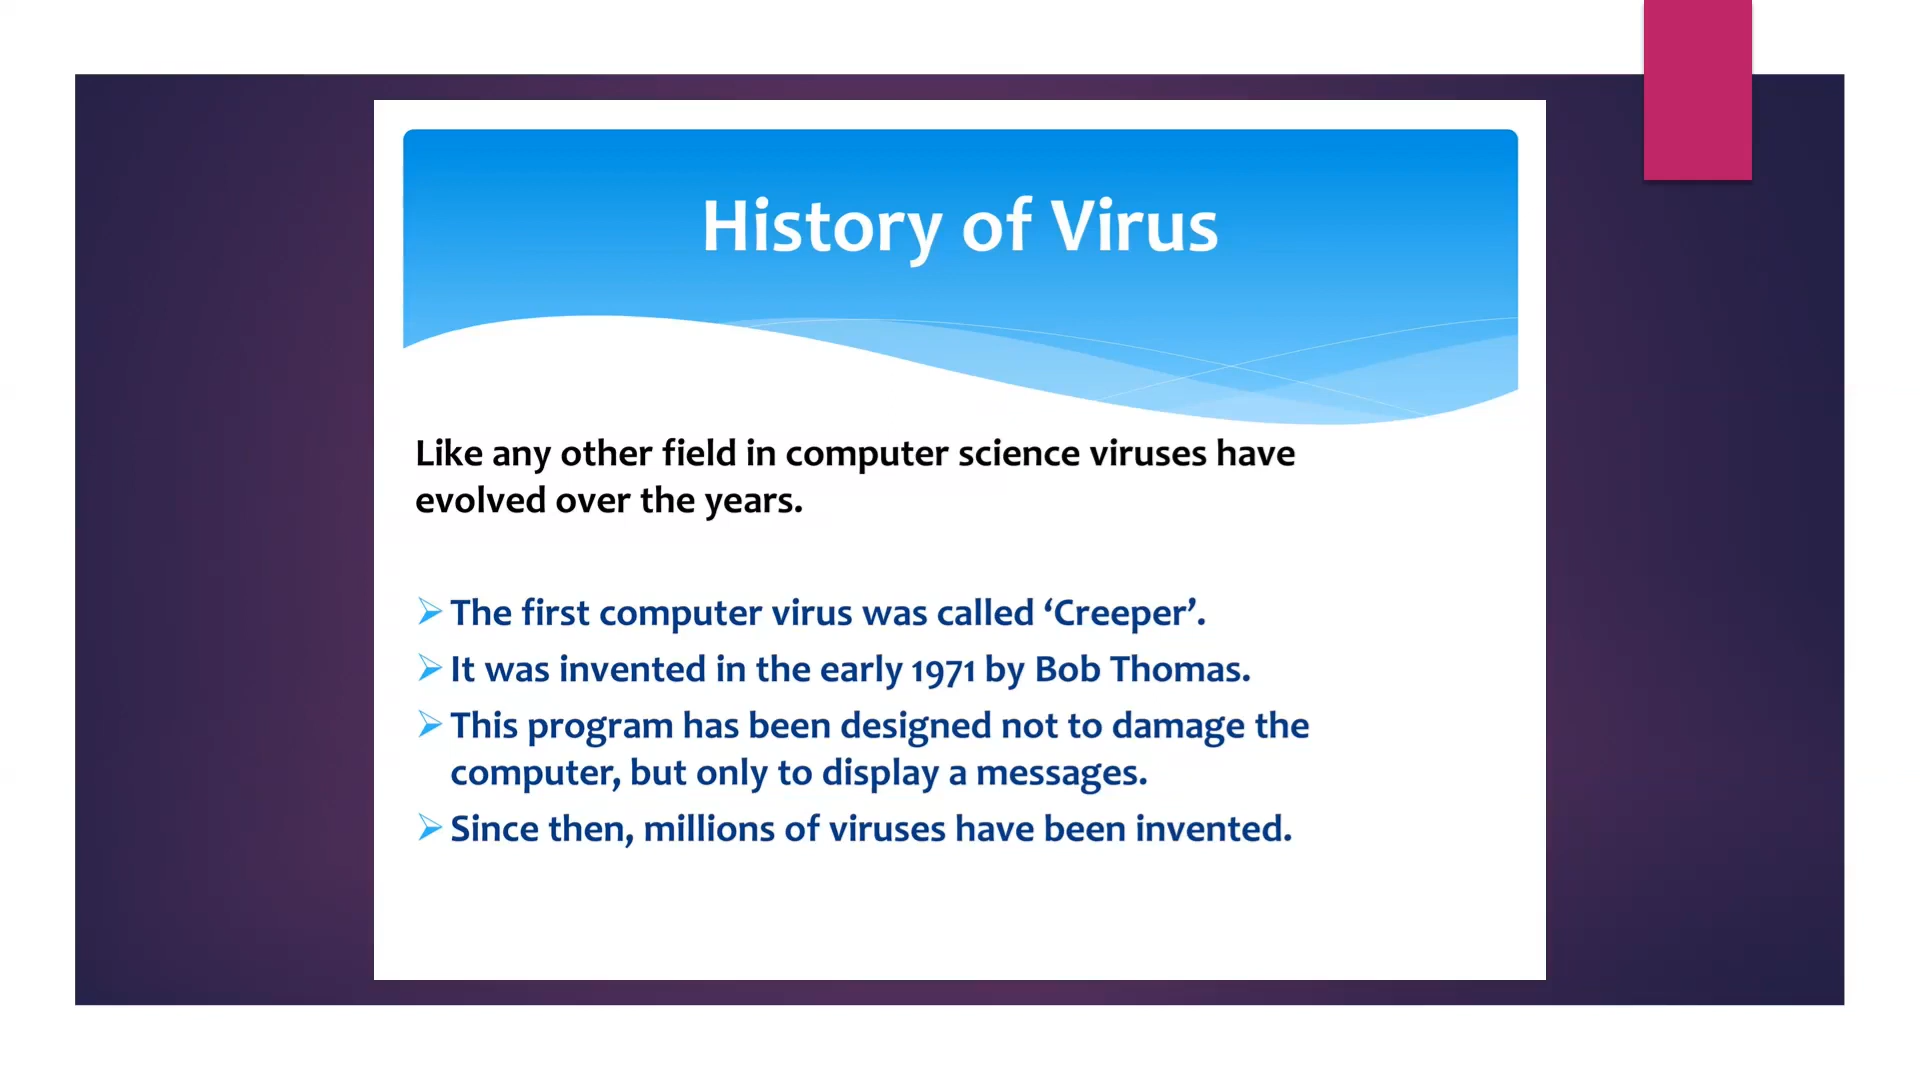 History of Virus
Like any other field in computer science viruses have
evolved over the years.
The first computer virus was called ‘Creeper’.
It was invented in the early 1971 by Bob Thomas.
This program has been designed not to damage the
computer, but only to display a messages.
Since then, millions of viruses have been invented.